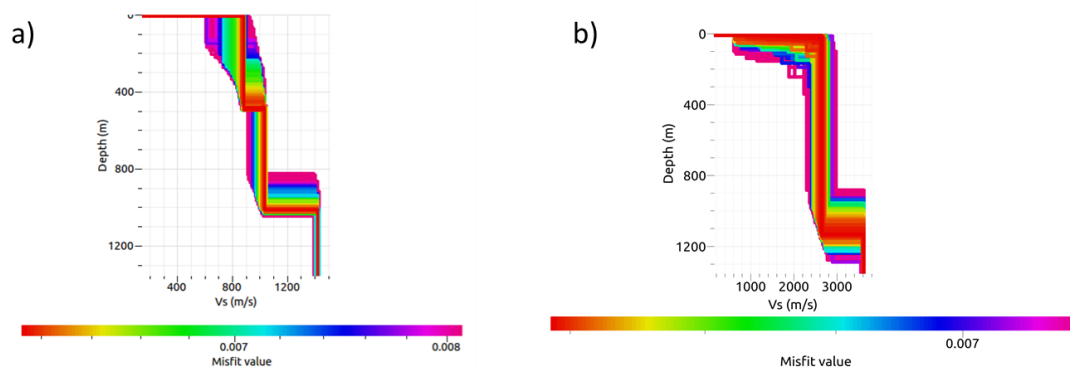 a)
0
400
800
1200
Depth (m)
400 800 1200
Vs (m/s)
0.007 0.008
Misfit value
b)
0
400
800
1200
Depth (m)
1000 2000 3000
Vs (m/s)
0.007
Misfit value